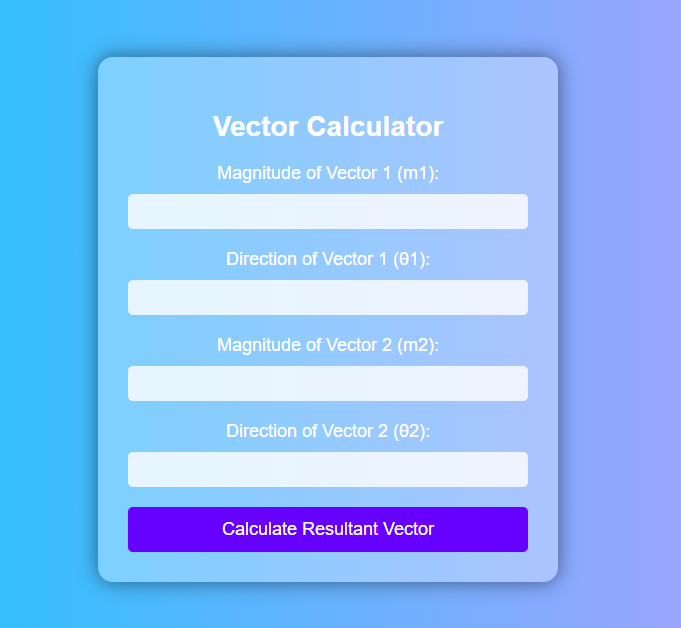 Vector Calculator
Magnitude of Vector 1 (m1):
Direction of Vector 1 (θ1):
Magnitude of Vector 2 (m2):
Direction of Vector 2 (θ2):
Calculate Resultant Vector